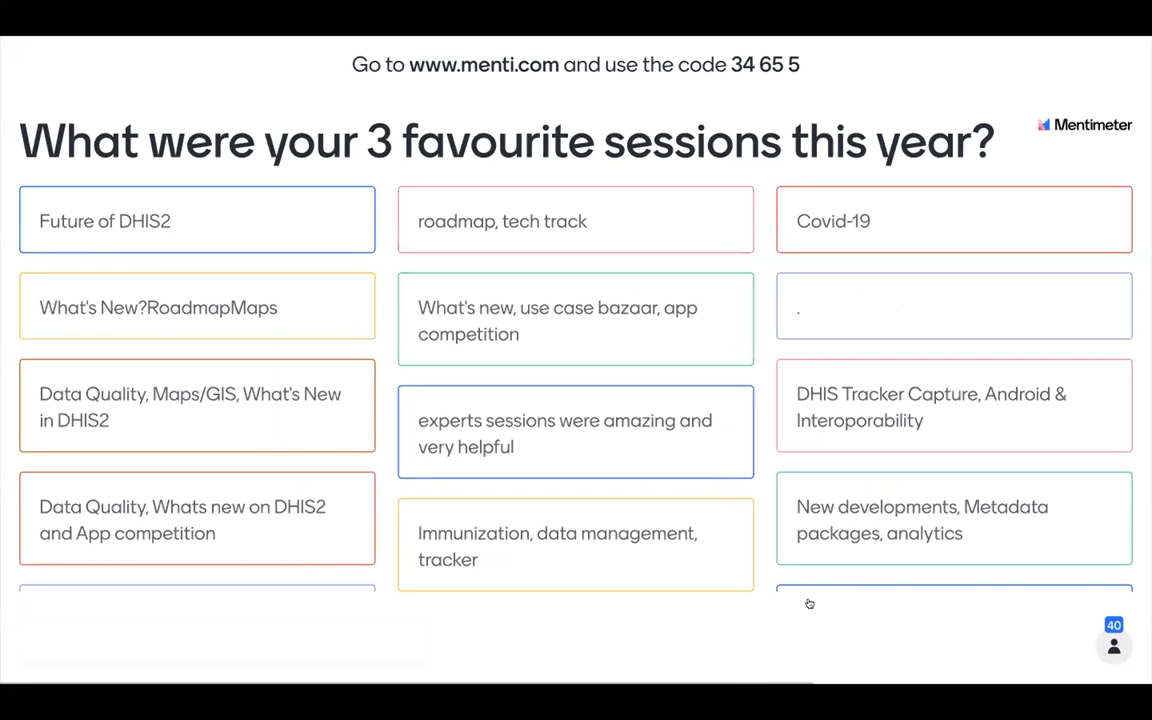 Go to www.menti.com and use the code 34 65 5
What were your 3 favourite sessions this year?
Mentimeter
Future of DHIS2
roadmap, tech track
Covid-19
What's New?RoadmapMaps
What's new, use case bazaar, app
competition
.
Data Quality, Maps/GIS, What's New
in DHIS2
experts sessions were amazing and
very helpful
DHIS Tracker Capture, Android &
Interoporability
Data Quality, Whats new on DHIS2
and App competition
Immunization, data management,
tracker
New developments, Metadata
packages, analytics
40